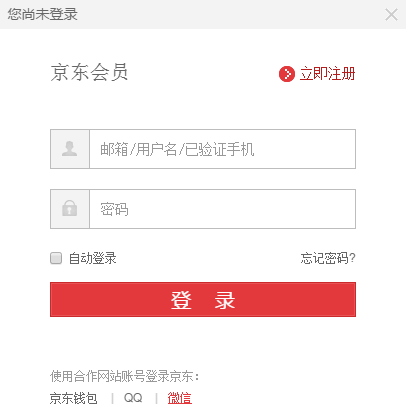 您尚未登录
京东会员 立即注册
邮箱/用户名/已验证手机
密码
自动登录 忘记密码?
登 录
使用合作网站账号登录京东：
京东钱包 | QQ | 微信